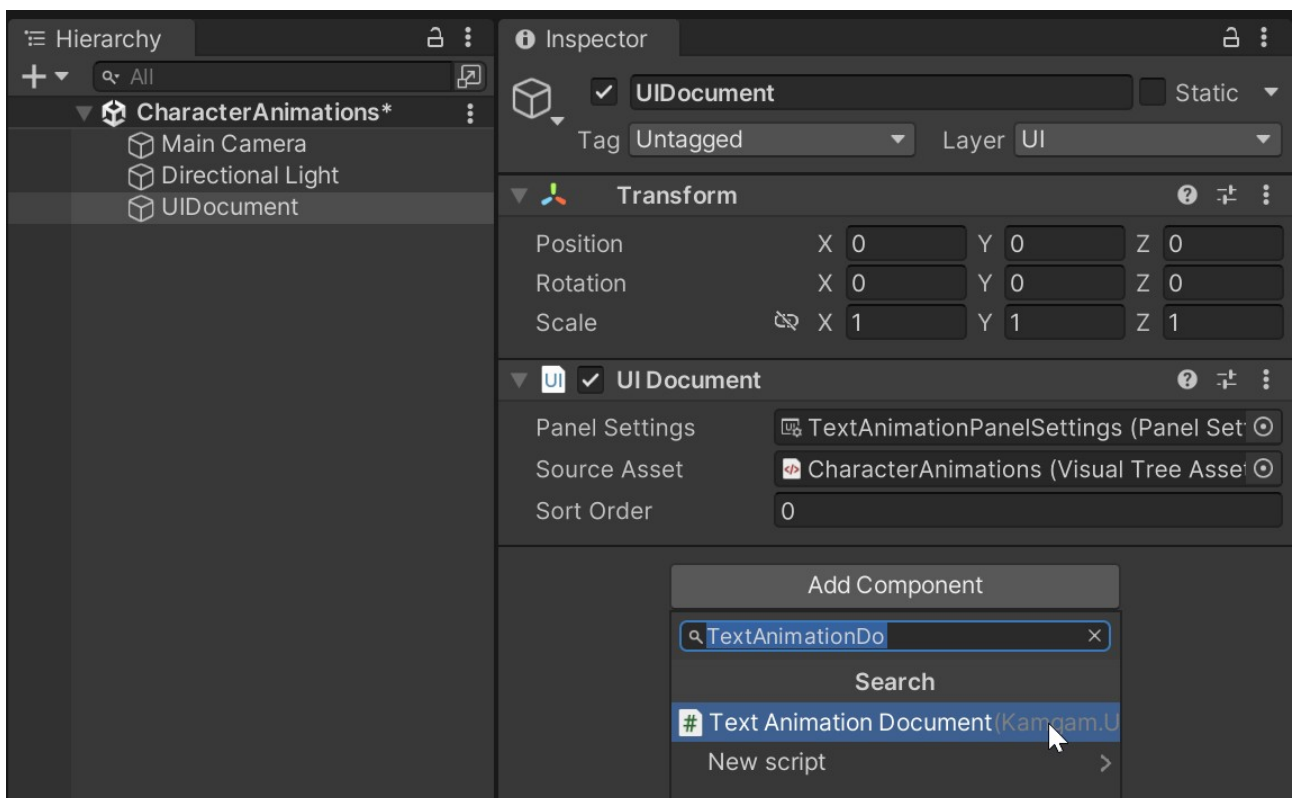 Hierarchy
All
CharacterAnimations*
Main Camera
Directional Light
UIDocument
Inspector
UIDocument
Static
Tag Untagged Layer UI
Transform
Position X 0 Y 0 Z 0
Rotation X 0 Y 0 Z 0
Scale X 1 Y 1 Z 1
UI UI Document
Panel Settings TextAnimationPanelSettings (Panel Set
Source Asset CharacterAnimations (Visual Tree Asse
Sort Order 0
Add Component
TextAnimationDo
Search
# Text Animation Document (Kamgam.U
New script